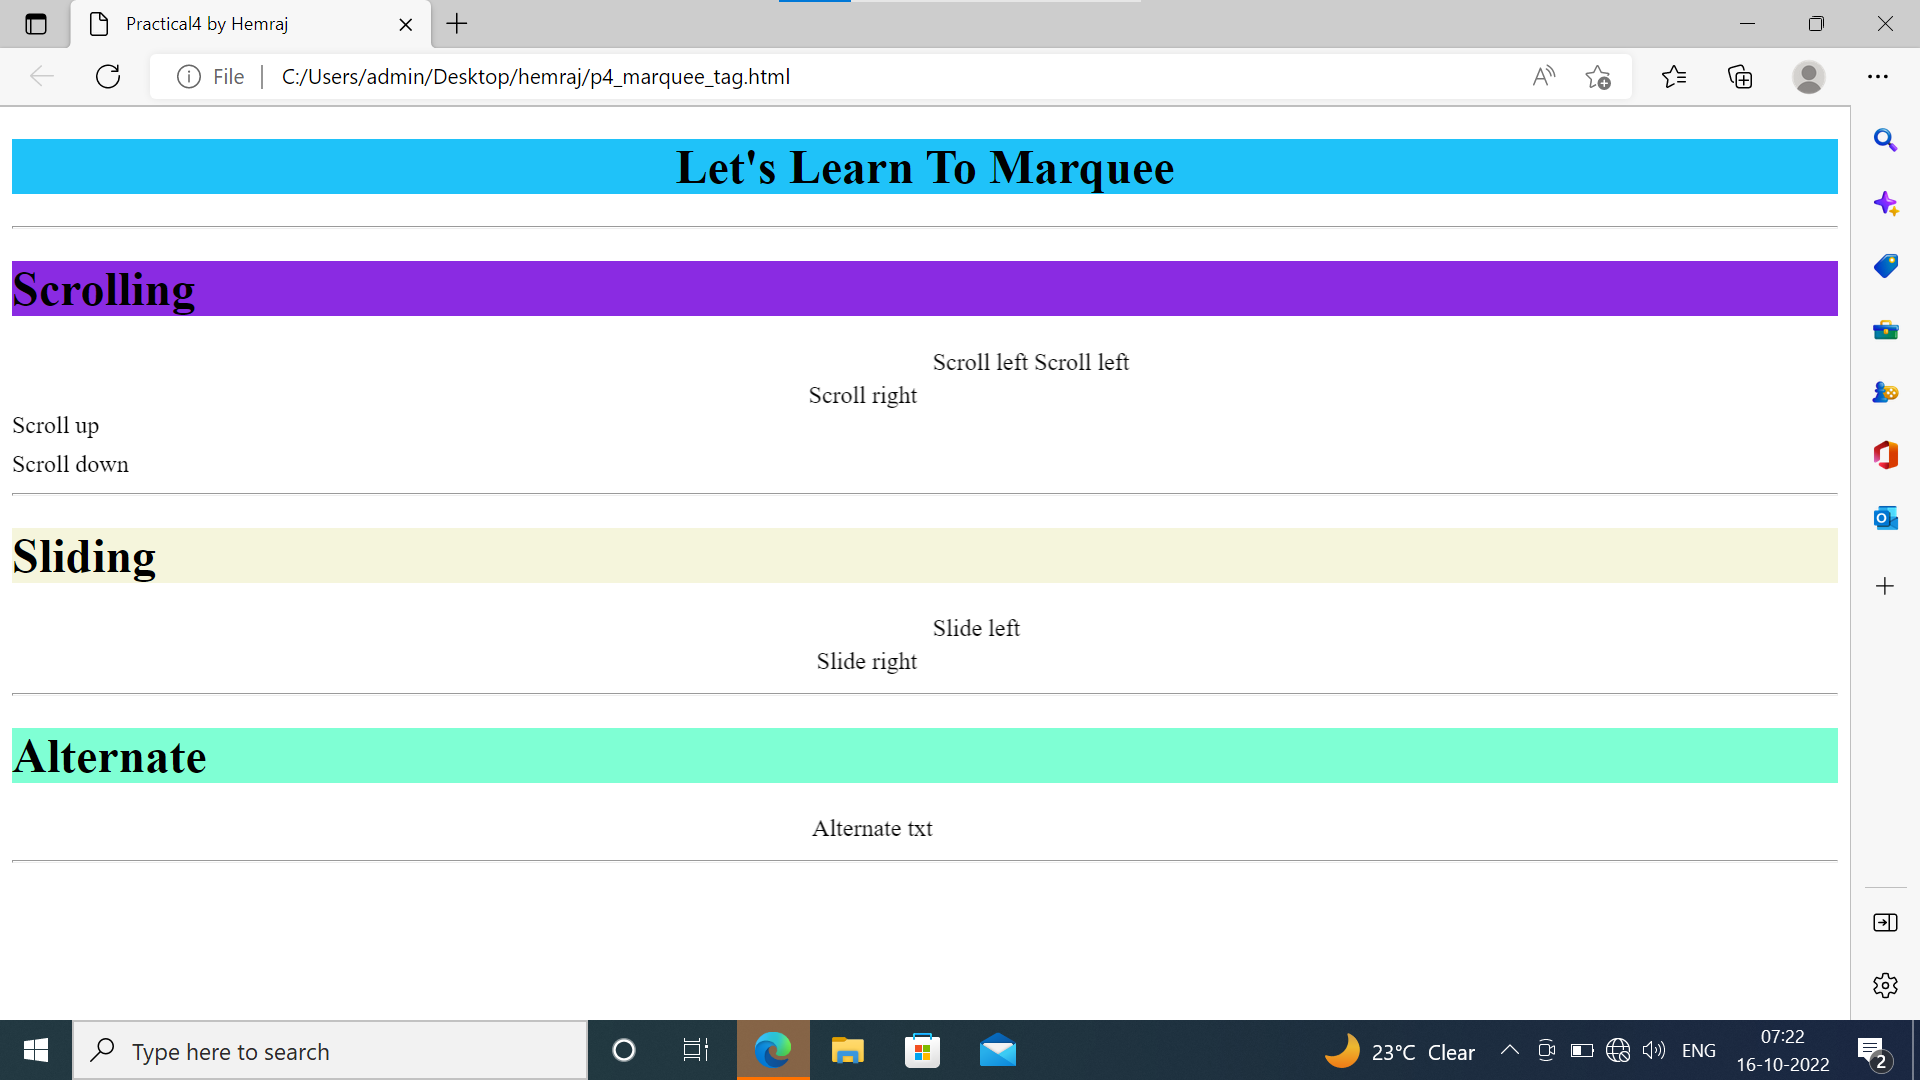 Practical4 by Hemraj
File
C:/Users/admin/Desktop/hemraj/p4_marquee_tag.html
Let's Learn To Marquee
Scrolling
Scroll left Scroll left
Scroll right
Scroll up
Scroll down
Sliding
Slide left
Slide right
Alternate
Alternate txt
Type here to search
23°C Clear
ENG
07:22
16-10-2022
2